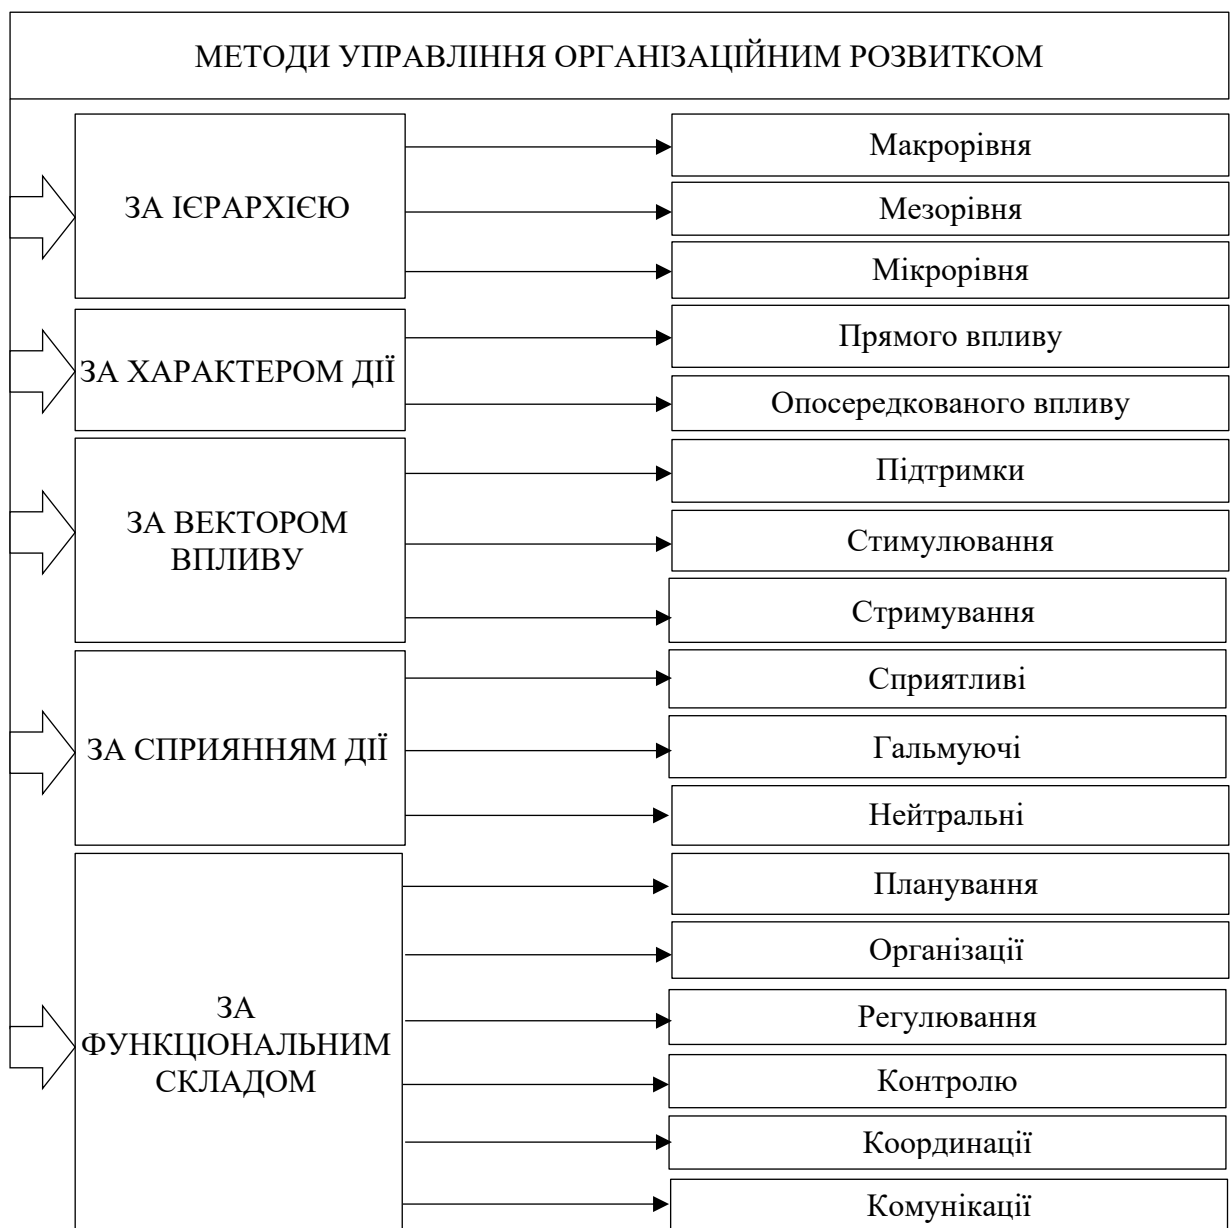 МЕТОДИ УПРАВЛІННЯ ОРГАНІЗАЦІЙНИМ РОЗВИТКОМ
ЗА ІЄРАРХІЄЮ
Макрорівня
Мезорівня
Мікрорівня
ЗА ХАРАКТЕРОМ ДІЇ
Прямого впливу
Опосередкованого впливу
ЗА ВЕКТОРОМ
ВПЛИВУ
Підтримки
Стимулювання
Стримування
ЗА СПРИЯННЯМ ДІЇ
Сприятливі
Гальмуючі
Нейтральні
ЗА
ФУНКЦІОНАЛЬНИМ
СКЛАДОМ
Планування
Організації
Регулювання
Контролю
Координації
Комунікації